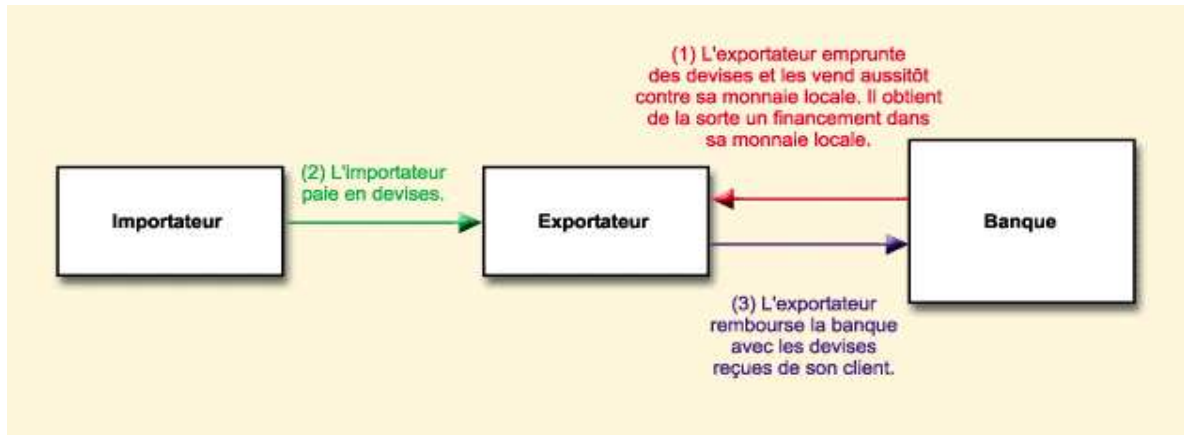 (1) L'exportateur emprunte
des devises et les vend aussitôt
contre sa monnaie locale. Il obtient
de la sorte un financement dans
sa monnaie locale.
(2) L'importateur
paie en devises.
Importateur
Exportateur
Banque
(3) L'exportateur
rembourse la banque
avec les devises
reçues de son client.